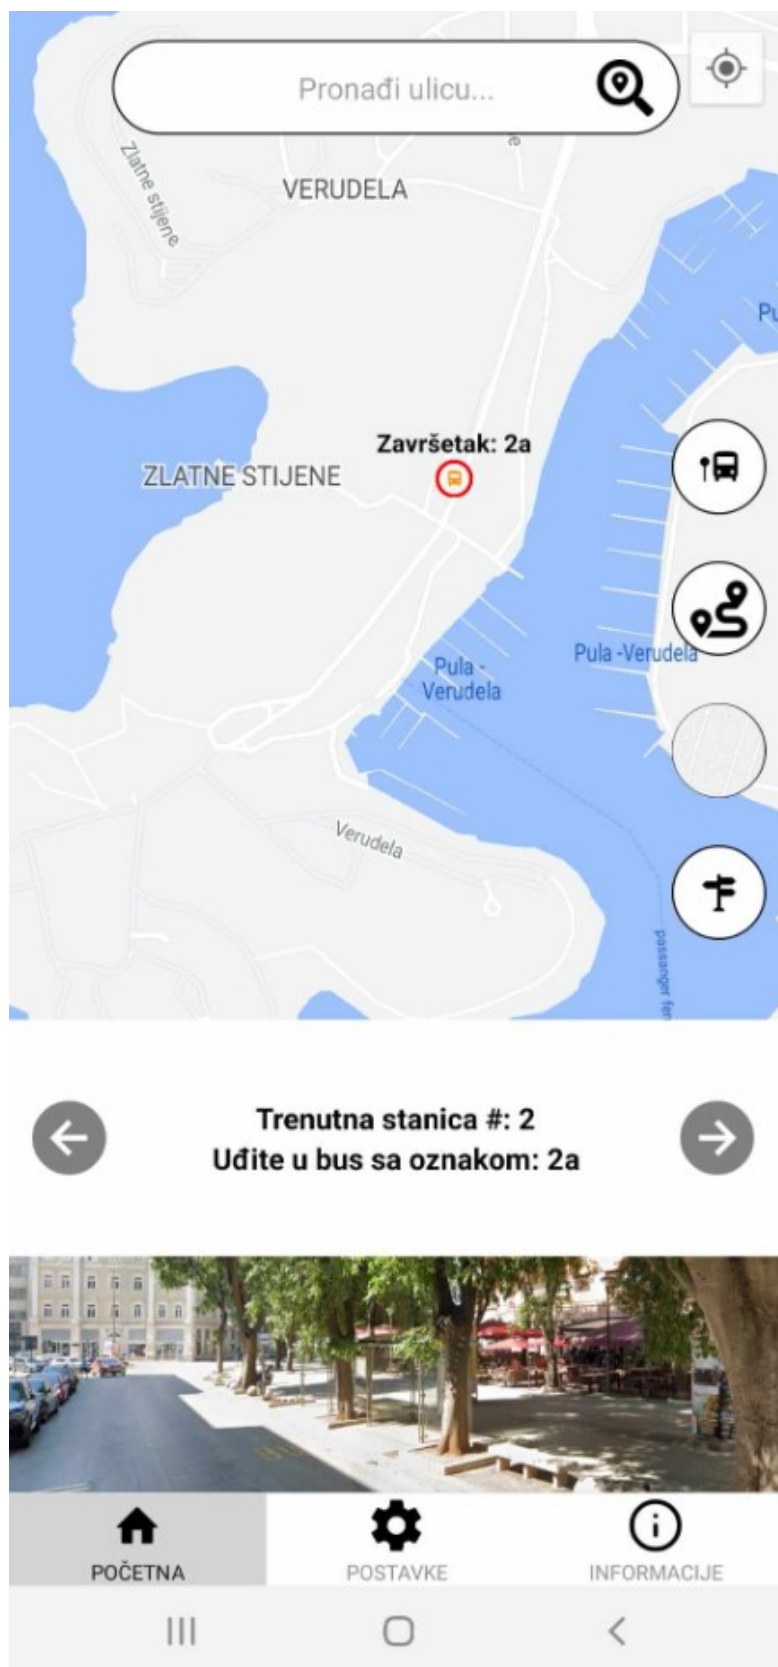 Pronađi ulicu...
Zlatne stijene
VERUDELA
Pu
Završetak: 2a
ZLATNE STIJENE
Pula -Verudela
Pula -
Verudela
Verudela
passanger fer
Trenutna stanica #: 2
Uđite u bus sa oznakom: 2a
POČETNA
POSTAVKE
INFORMACIJE